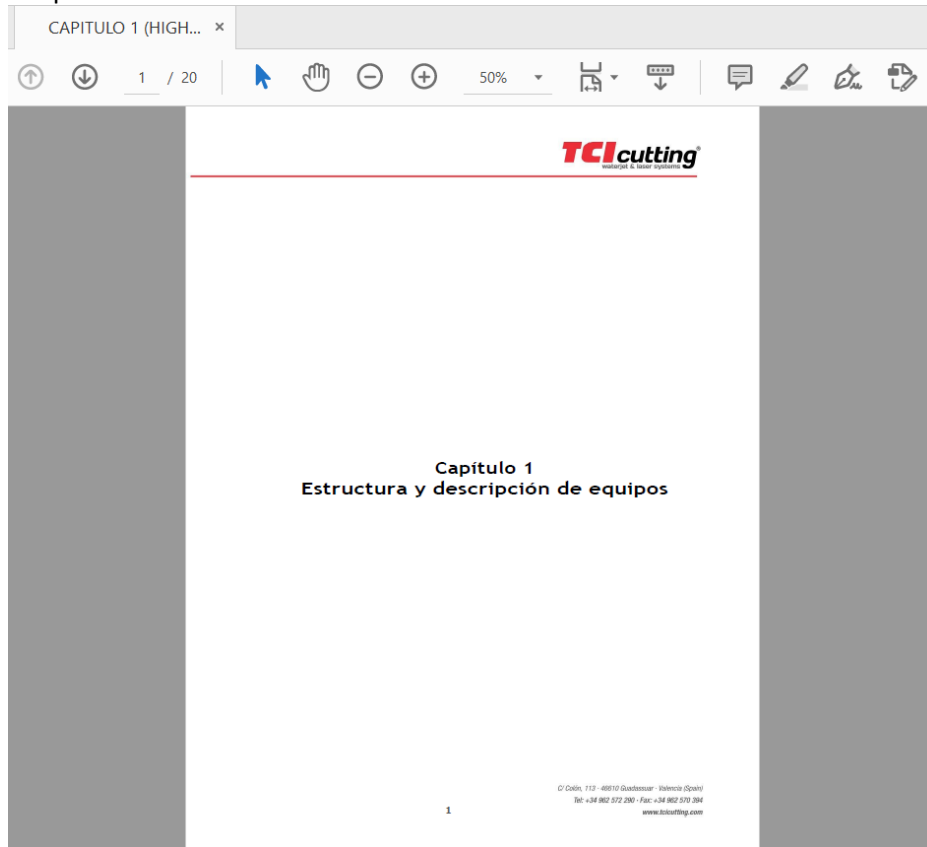 CAPITULO 1 (HIGH... ×
1 / 20
50%
TCI cutting®
waterjet & laser systems
Capítulo 1
Estructura y descripción de equipos
C/ Colón, 113 - 46610 Guadassuar - Valencia (Spain)
Tel: +34 962 572 290 - Fax: +34 962 570 394
www.tcicutting.com
1